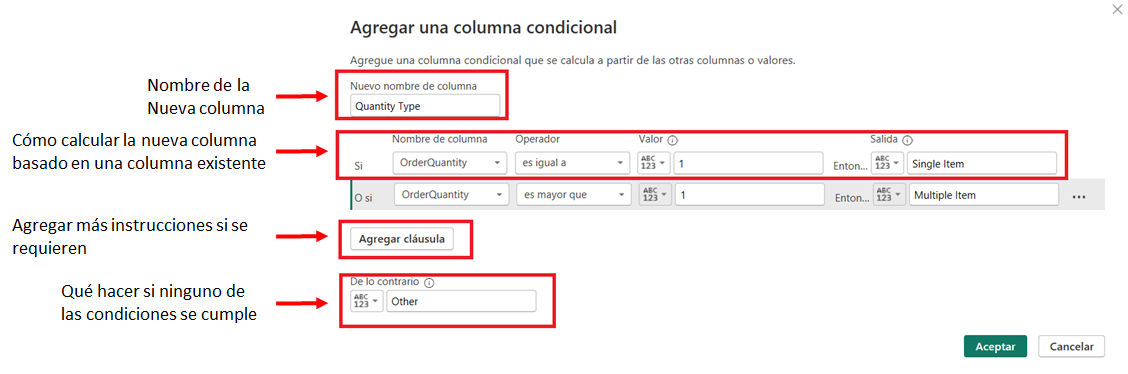 Agregar una columna condicional
Agregue una columna condicional que se calcula a partir de las otras columnas o valores.
Nombre de la
Nueva columna
Nuevo nombre de columna
Quantity Type
Cómo calcular la nueva columna
basado en una columna existente
Nombre de columna Operador Valor Salida
Si OrderQuantity es igual a ABC 123 1 Enton... ABC 123 Single Item
O si OrderQuantity es mayor que ABC 123 1 Enton... ABC 123 Multiple Item ...
Agregar más instrucciones si se
requieren
Agregar cláusula
Qué hacer si ninguno de
las condiciones se cumple
De lo contrario
ABC 123 Other
Aceptar Cancelar